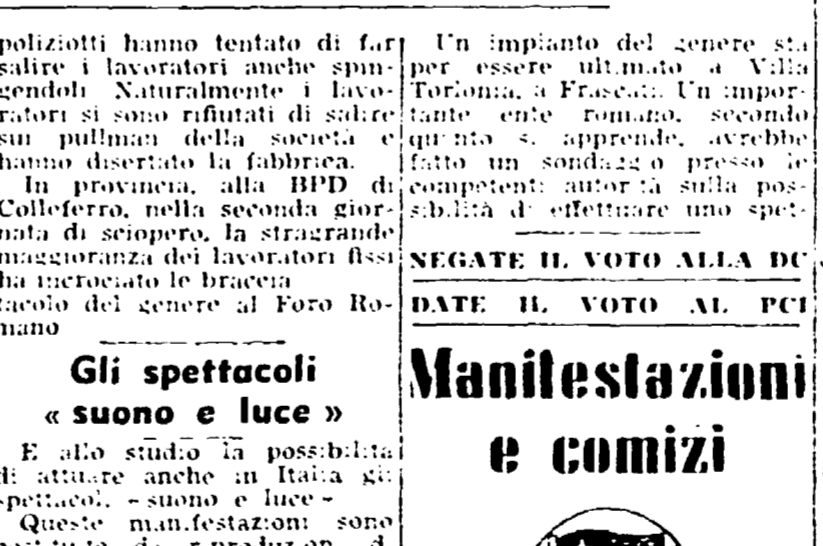 poliziotti hanno tentato di far
salire i lavoratori anche spin-
gendoli Naturalmente i lavo-
ratori si sono rifiutati di salire
sui pullman della società e
hanno disertato la fabbrica.
In provincia, alla BPD di
Colleferro, nella seconda gior-
nata di sciopero, la stragrande
maggioranza dei lavoratori fissi
ha incrociato le braccia
tacolo del genere al Foro Ro-
mano
Gli spettacoli
« suono e luce »
E allo studio la possibilità
di attuare anche in Italia gli
spettacoli - suono e luce -
Queste manifestazioni sono
Un impianto del genere sta
per essere ultimato a Villa
Torlonia, a Frascati. Un impor-
tante ente romano, secondo
quanto si apprende, avrebbe
fatto un sondaggio presso le
competenti autorità sulla pos-
sibilità di effettuare uno spet-
NEGATE IL VOTO ALLA DC
DATE IL VOTO AL PCI
Manifestazioni
e comizi